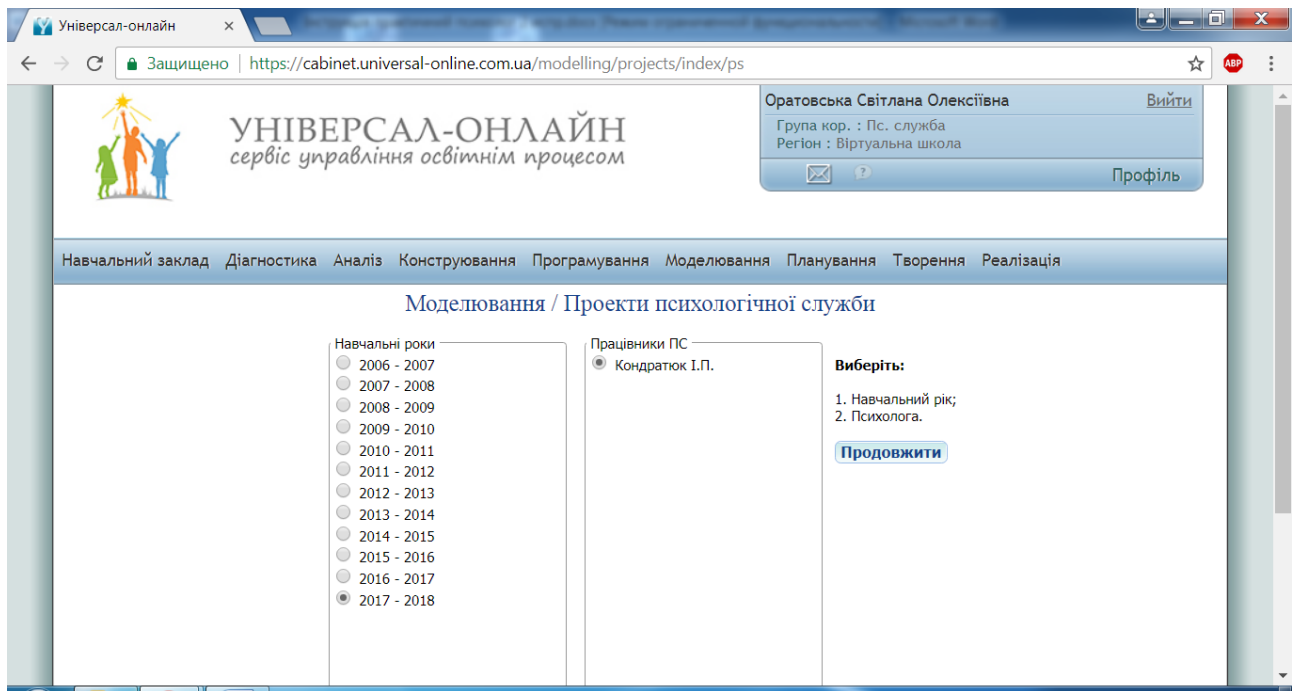 Універсал-онлайн
Защищено | https://cabinet.universal-online.com.ua/modelling/projects/index/ps
ABP
УНІВЕРСАЛ-ОНЛАЙН
сервіс управління освітнім процесом
Оратовська Світлана Олексіївна Вийти
Група кор. : Пс. служба
Регіон : Віртуальна школа
? Профіль
Навчальний заклад Діагностика Аналіз Конструювання Програмування Моделювання Планування Творення Реалізація
Моделювання / Проекти психологічної служби
Навчальні роки
2006 - 2007
2007 - 2008
2008 - 2009
2009 - 2010
2010 - 2011
2011 - 2012
2012 - 2013
2013 - 2014
2014 - 2015
2015 - 2016
2016 - 2017
2017 - 2018
Працівники ПС
Кондратюк І.П.
Виберіть:
1. Навчальний рік;
2. Психолога.
Продовжити